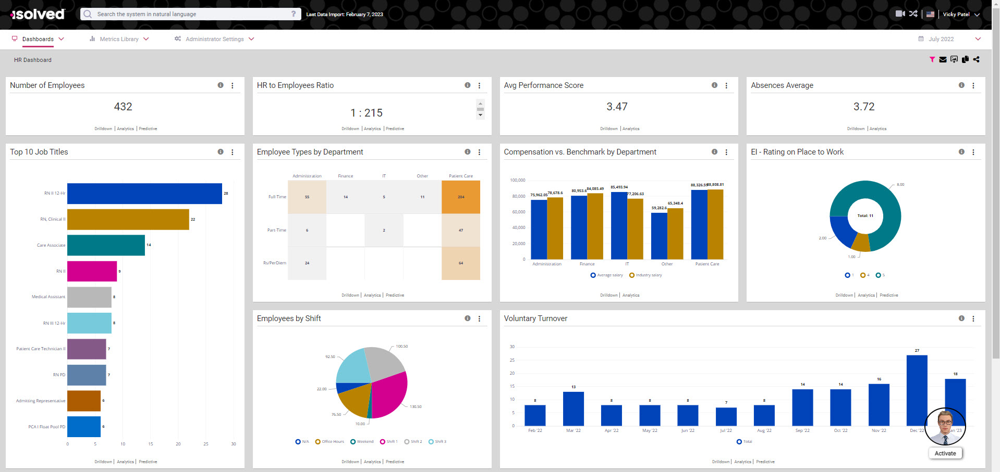 isolved
Search the system in natural language ?
Last Data Import: February 7, 2023
Vicky Patel
Dashboards
Metrics Library
Administrator Settings
July 2022
HR Dashboard
Number of Employees
432
Drilldown | Analytics | Predictive
HR to Employees Ratio
1 : 215
Drilldown | Analytics | Predictive
Avg Performance Score
3.47
Drilldown | Analytics
Absences Average
3.72
Drilldown | Analytics
Top 10 Job Titles
RN II 12-Hr 28
RN, Clinical II 22
Care Associate 14
RN II 9
Medical Assistant 8
RN III 12-Hr 8
Patient Care Technician II 7
RN PD 7
Admitting Representative 6
PCA I Float Pool PD 6
0 5 10 15 20 25 30
Drilldown | Analytics | Predictive
Employee Types by Department
Administration Finance IT Other Patient Care
Full-Time 55 14 5 11 204
Part-Time 6 2 47
Rs/PerDiem 24 64
Drilldown | Analytics | Predictive
Compensation vs. Benchmark by Department
100,000
80,000
60,000
40,000
20,000
0
75,962.05 78,678.6
80,953.6 84,085.49
85,493.94 77,206.63
59,282.6 65,348.4
88,326.59 88,808.81
Administration Finance IT Other Patient Care
Average salary Industry salary
Drilldown | Analytics
EI - Rating on Place to Work
8.00
Total: 11
2.00
1.00
1 4 5
Drilldown | Analytics | Predictive
Employees by Shift
100.50
92.50
22.00
130.50
76.50
10.00
N/A Office Hours Weekend Shift 1 Shift 2 Shift 3
Drilldown | Analytics | Predictive
Voluntary Turnover
30
25
20
15
10
5
0
8 13 8 8 8 7 8 14 14 16 27 18
Feb '22 Mar '22 Apr '22 May '22 Jun '22 Jul '22 Aug '22 Sep '22 Oct '22 Nov '22 Dec '22 an '23
Total
Activate
Drilldown | Analytics | Predictive